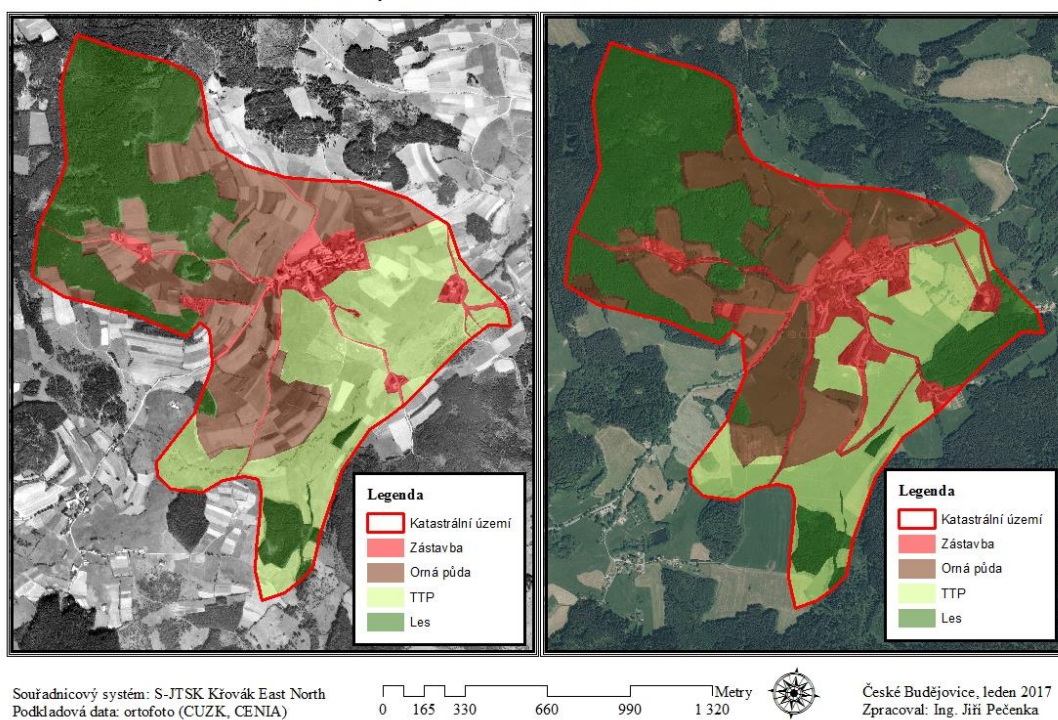 Legenda
Katastrální území
Zástavba
Orná půda
TTP
Les
Legenda
Katastrální území
Zástavba
Orná půda
TTP
Les
Souřadnicový systém: S-JTSK Křovák East North
Podkladová data: ortofoto (CUZK, CENIA)
Metry
0 165 330 660 990 1 320
České Budějovice, leden 2017
Zpracoval: Ing. Jiří Pečenka